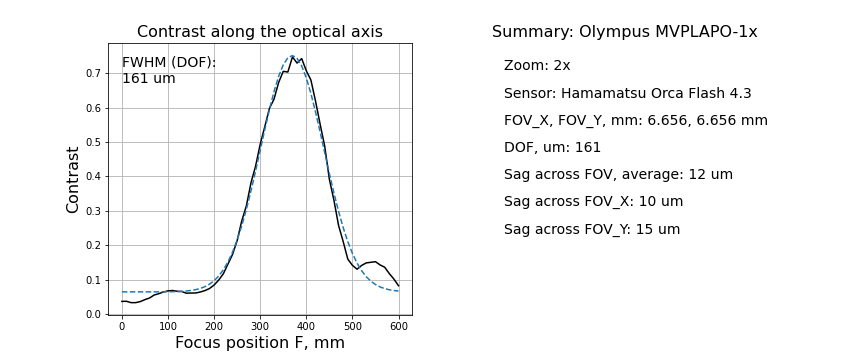 Contrast along the optical axis
FWHM (DOF):
161 um
Contrast
0.7
0.6
0.5
0.4
0.3
0.2
0.1
0.0
0 100 200 300 400 500 600
Focus position F, mm
Summary: Olympus MVPLAPO-1x
Zoom: 2x
Sensor: Hamamatsu Orca Flash 4.3
FOV_X, FOV_Y, mm: 6.656, 6.656 mm
DOF, um: 161
Sag across FOV, average: 12 um
Sag across FOV_X: 10 um
Sag across FOV_Y: 15 um